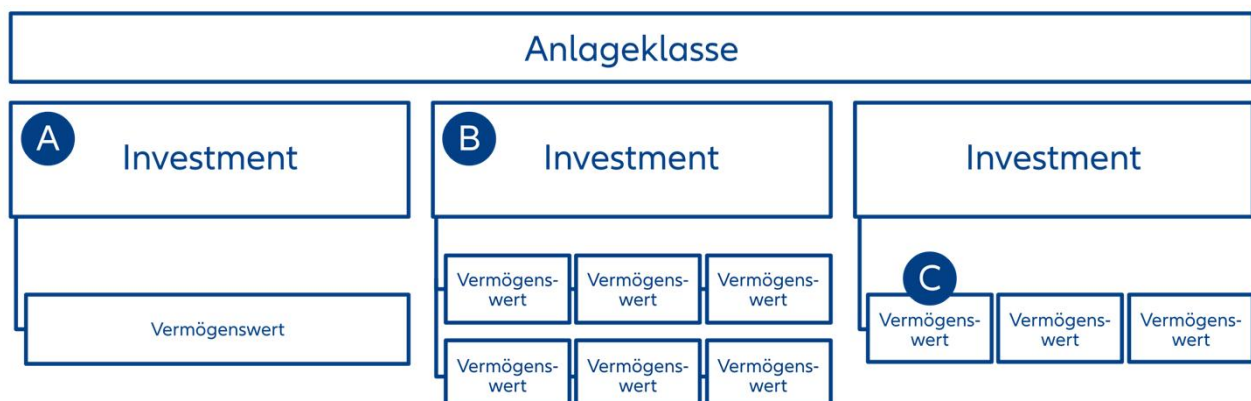 Anlageklasse
A
Investment
B
Investment
Investment
Vermögenswert
Vermögens-
wert
Vermögens-
wert
Vermögens-
wert
Vermögens-
wert
Vermögens-
wert
Vermögens-
wert
C
Vermögens-
wert
Vermögens-
wert
Vermögens-
wert